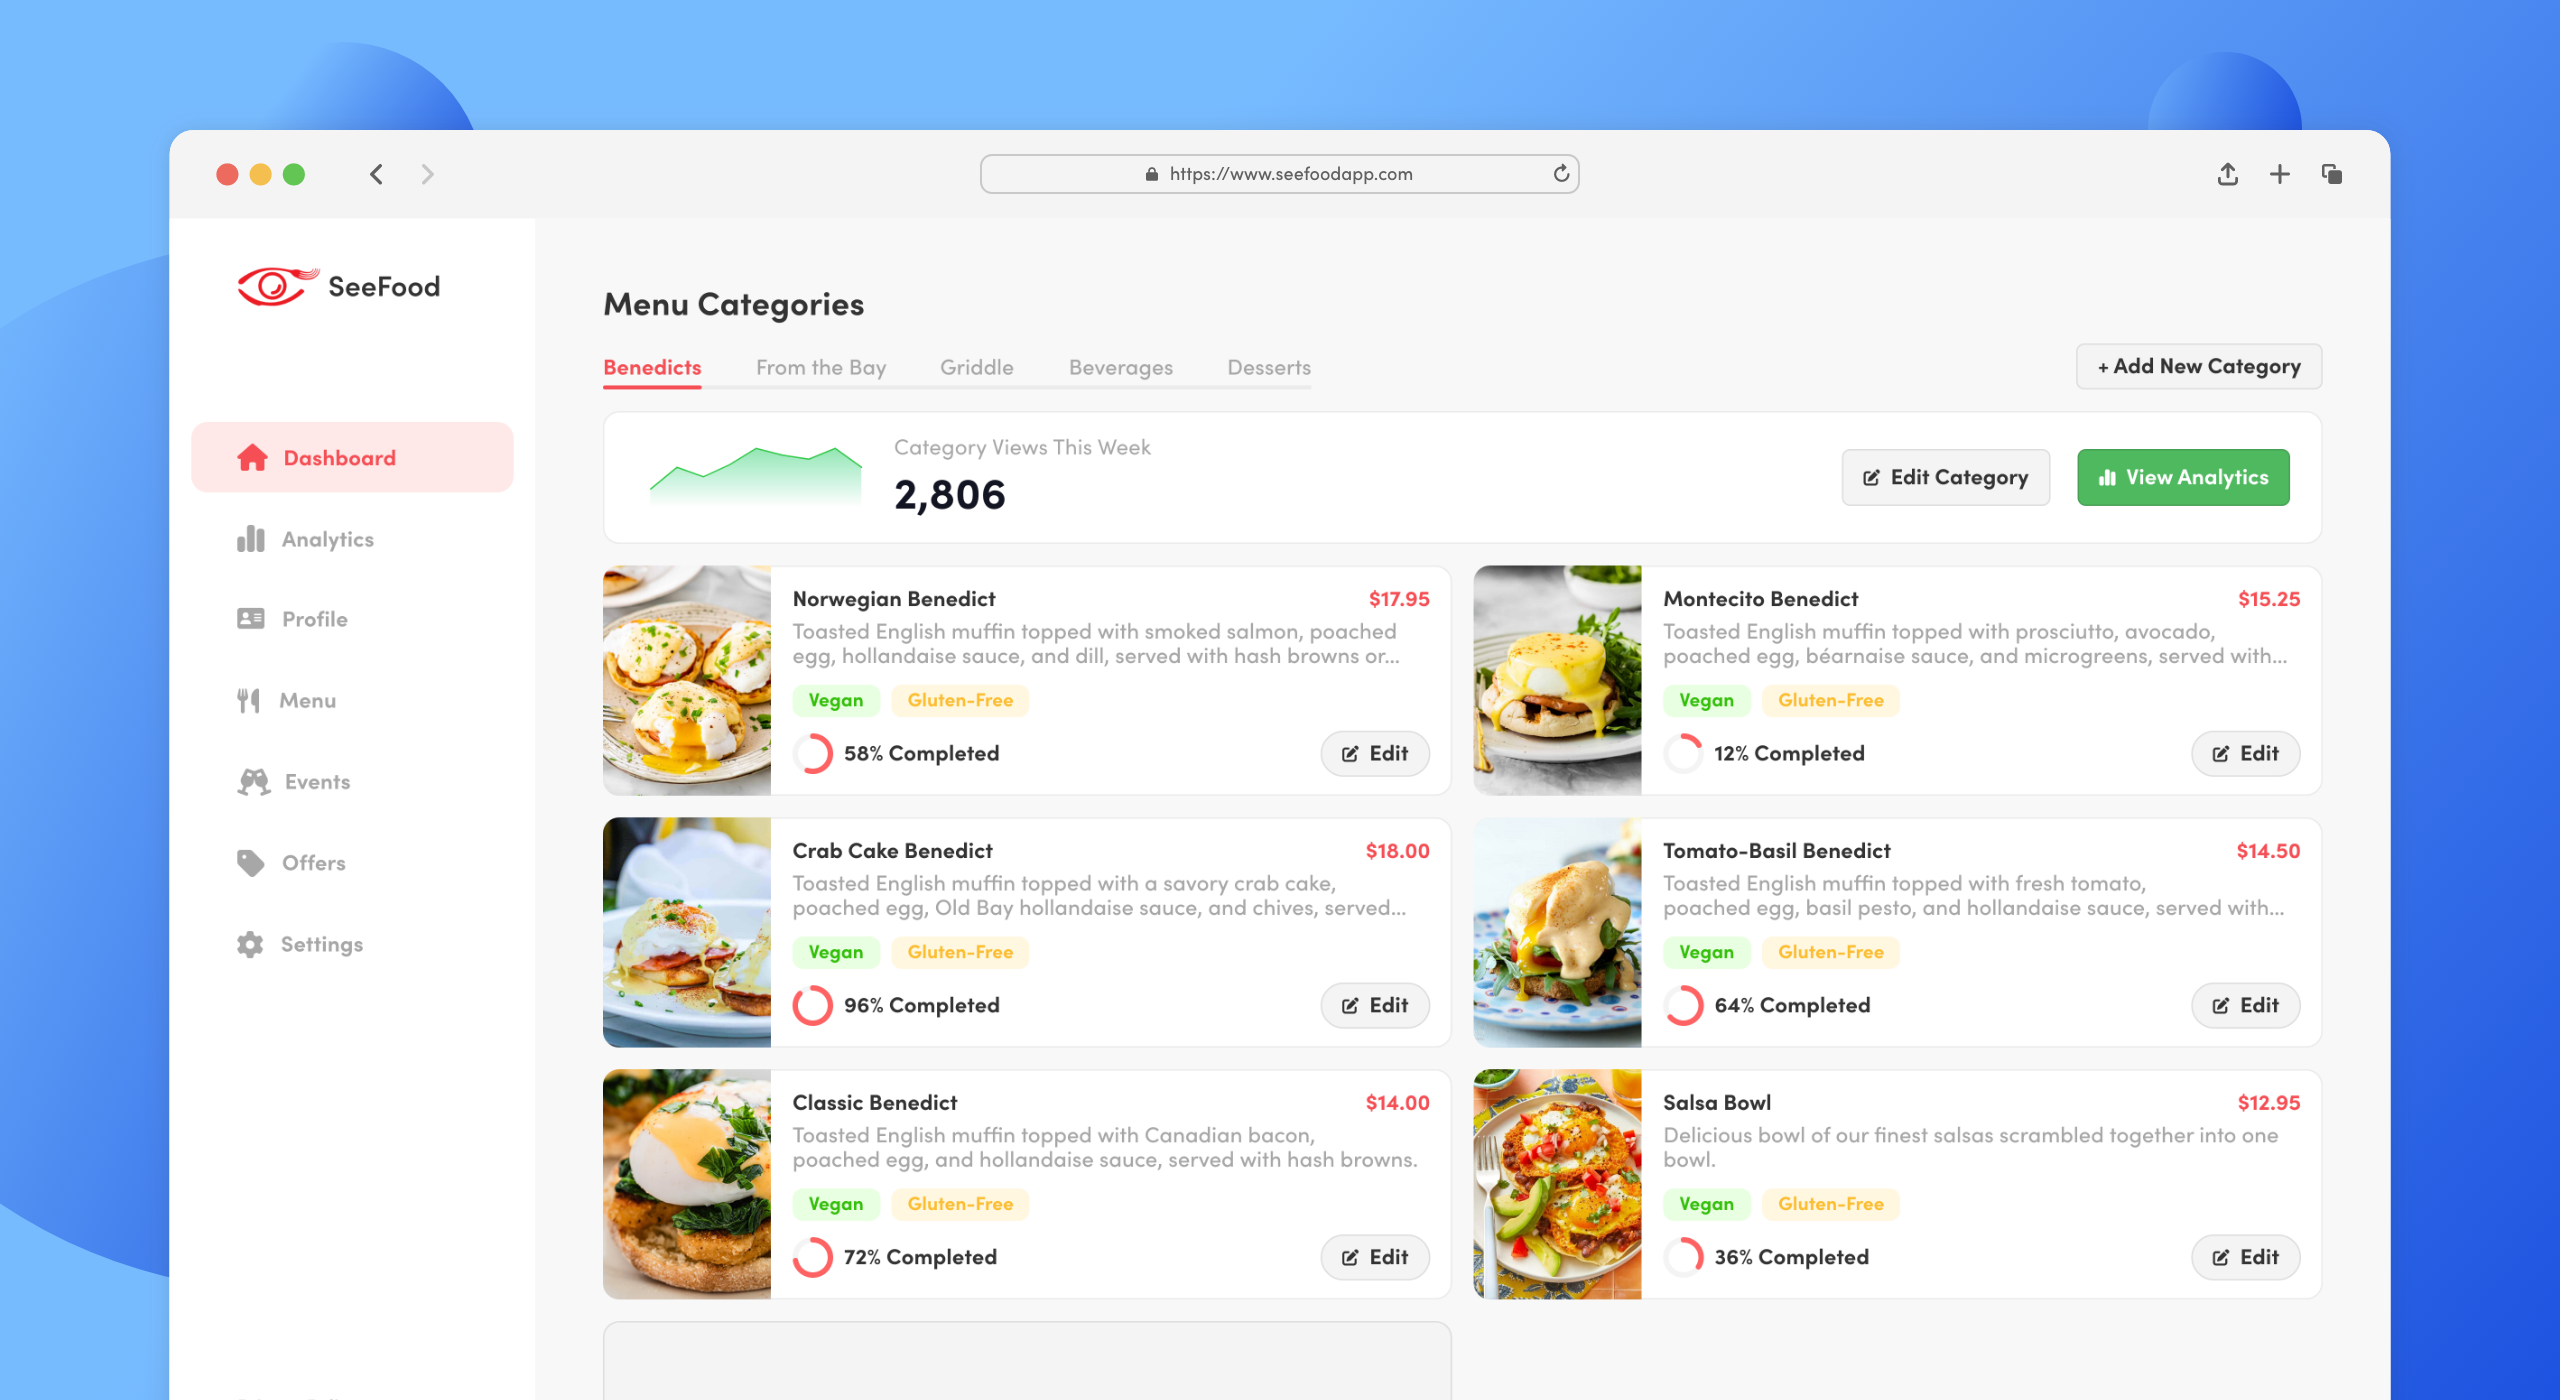 https://www.seefoodapp.com
SeeFood
Dashboard
Analytics
Profile
Menu
Events
Offers
Settings
Menu Categories
Benedicts
From the Bay
Griddle
Beverages
Desserts
+ Add New Category
Category Views This Week
2,806
Edit Category
View Analytics
Norwegian Benedict
$17.95
Toasted English muffin topped with smoked salmon, poached
egg, hollandaise sauce, and dill, served with hash browns or...
Vegan
Gluten-Free
58% Completed
Edit
Montecito Benedict
$15.25
Toasted English muffin topped with prosciutto, avocado,
poached egg, béarnaise sauce, and microgreens, served with...
Vegan
Gluten-Free
12% Completed
Edit
Crab Cake Benedict
$18.00
Toasted English muffin topped with a savory crab cake,
poached egg, Old Bay hollandaise sauce, and chives, served...
Vegan
Gluten-Free
96% Completed
Edit
Tomato-Basil Benedict
$14.50
Toasted English muffin topped with fresh tomato,
poached egg, basil pesto, and hollandaise sauce, served with...
Vegan
Gluten-Free
64% Completed
Edit
Classic Benedict
$14.00
Toasted English muffin topped with Canadian bacon,
poached egg, and hollandaise sauce, served with hash browns.
Vegan
Gluten-Free
72% Completed
Edit
Salsa Bowl
$12.95
Delicious bowl of our finest salsas scrambled together into one
bowl.
Vegan
Gluten-Free
36% Completed
Edit